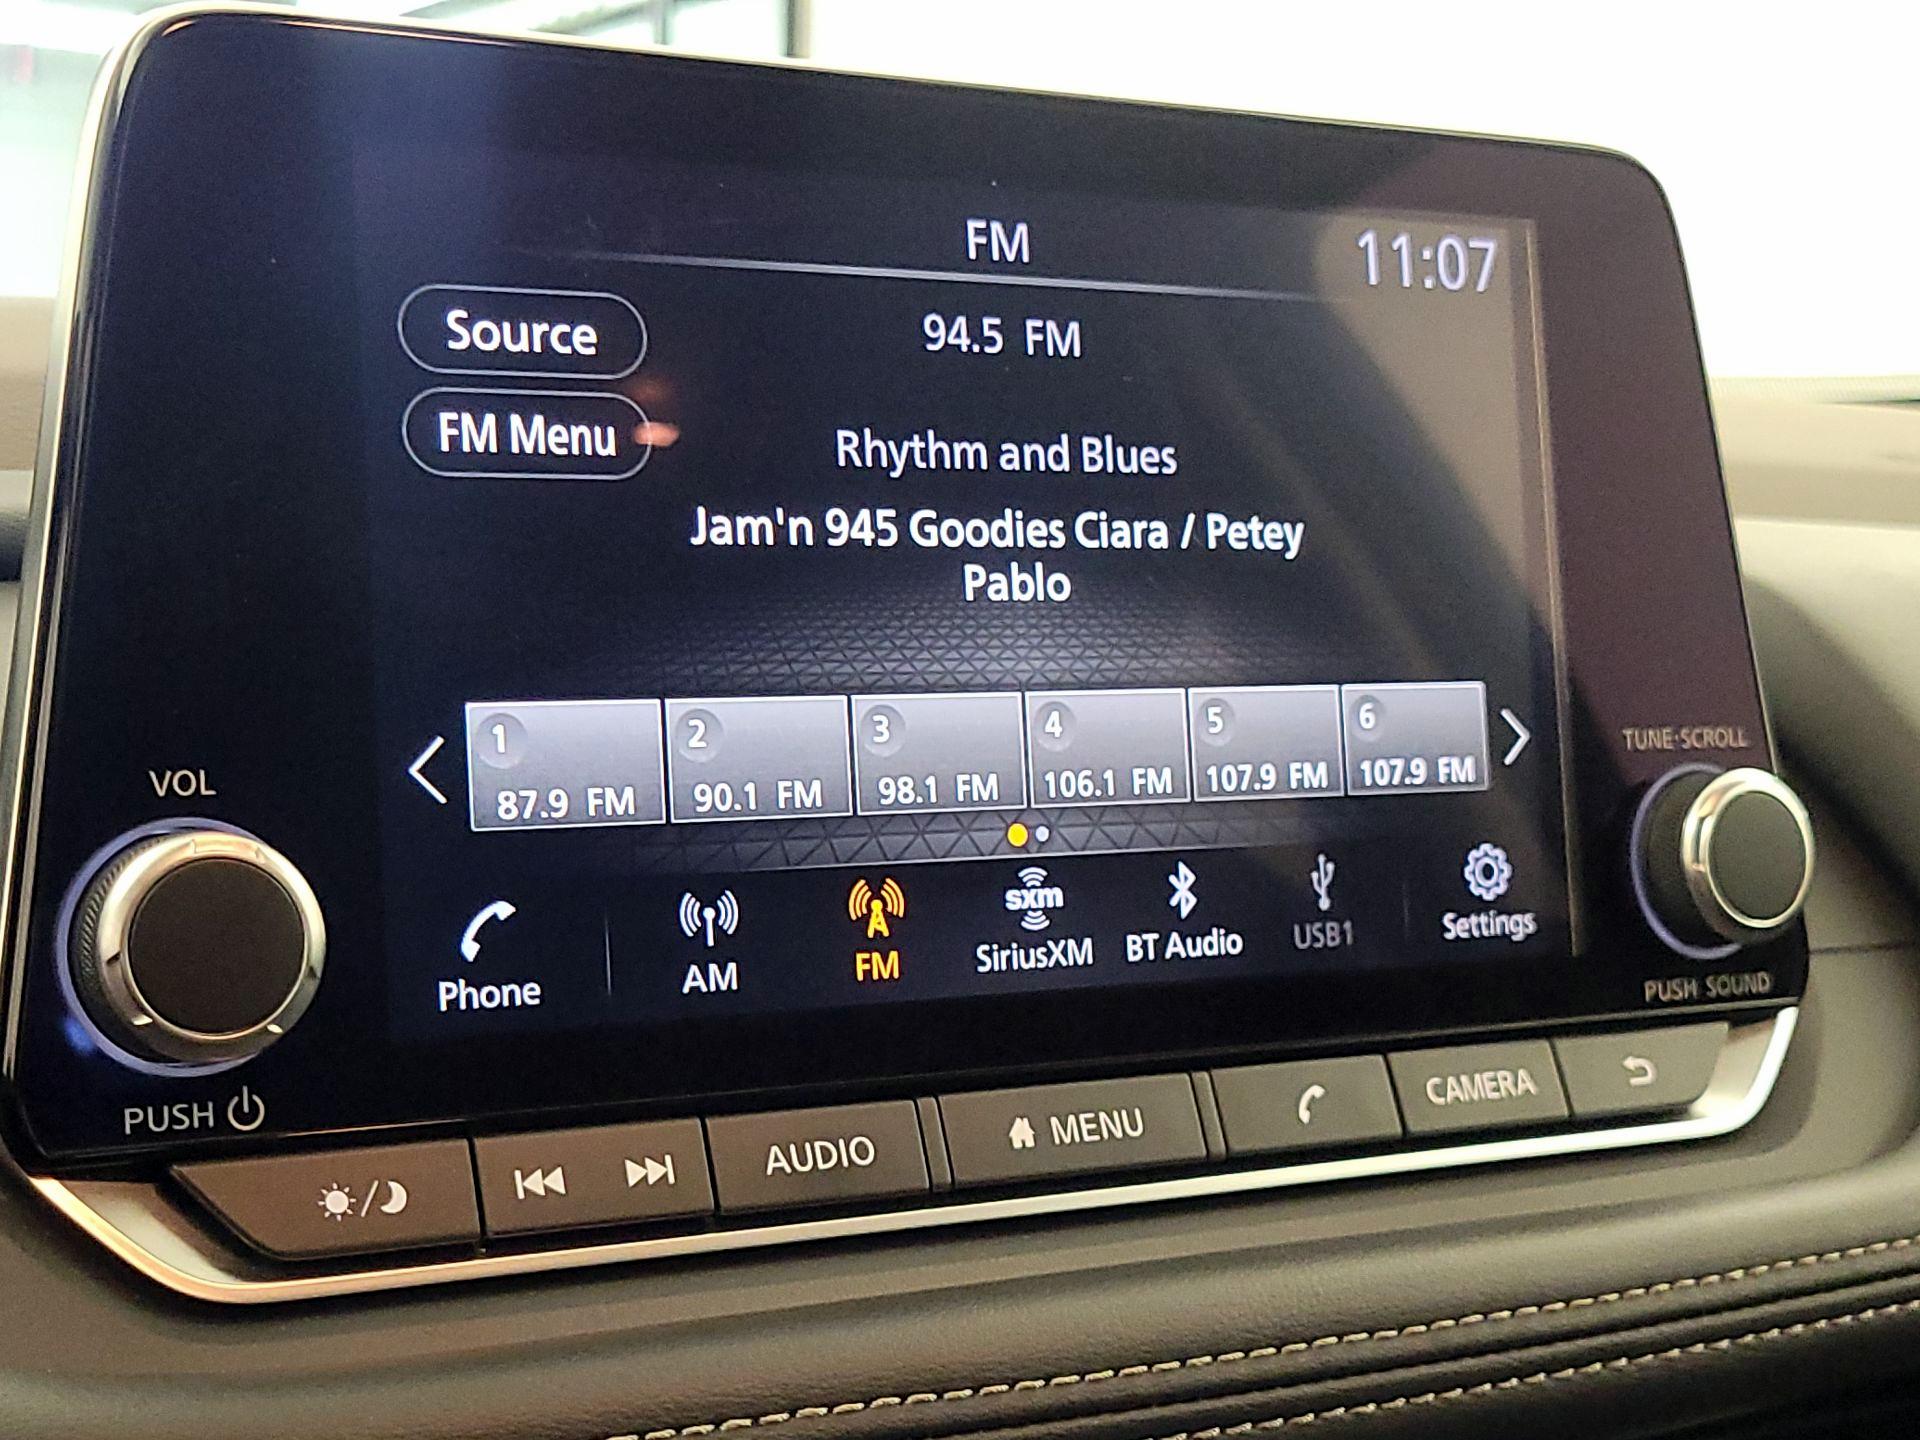 FM
11:07
Source
94.5 FM
FM Menu
Rhythm and Blues
Jam'n 945 Goodies Ciara / Petey
Pablo
1
2
3
4
5
6
87.9 FM
90.1 FM
98.1 FM
106.1 FM
107.9 FM
107.9 FM
VOL
TUNE·SCROLL
Phone
AM
FM
sxm
SiriusXM
BT Audio
USB1
Settings
PUSH
PUSH SOUND
AUDIO
MENU
CAMERA